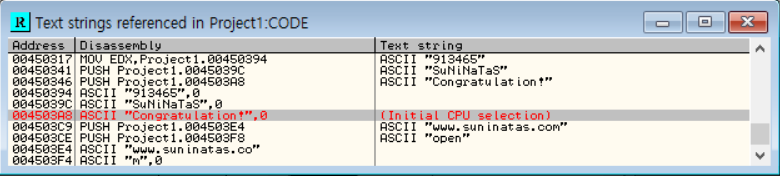 R Text strings referenced in Project1:CODE
Address Disassembly Text string
00450317 MOV EDX,Project1.00450394 ASCII "913465"
00450341 PUSH Project1.0045039C ASCII "SuNiNaTaS"
00450346 PUSH Project1.004503A8 ASCII "Congratulation!"
00450394 ASCII "913465",0
0045039C ASCII "SuNiNaTaS",0
004503A8 ASCII "Congratulation!",0 (Initial CPU selection)
004503C9 PUSH Project1.004503E4 ASCII "www.suninatas.com"
004503CE PUSH Project1.004503F8 ASCII "open"
004503E4 ASCII "www.suninatas.co"
004503F4 ASCII "m",0